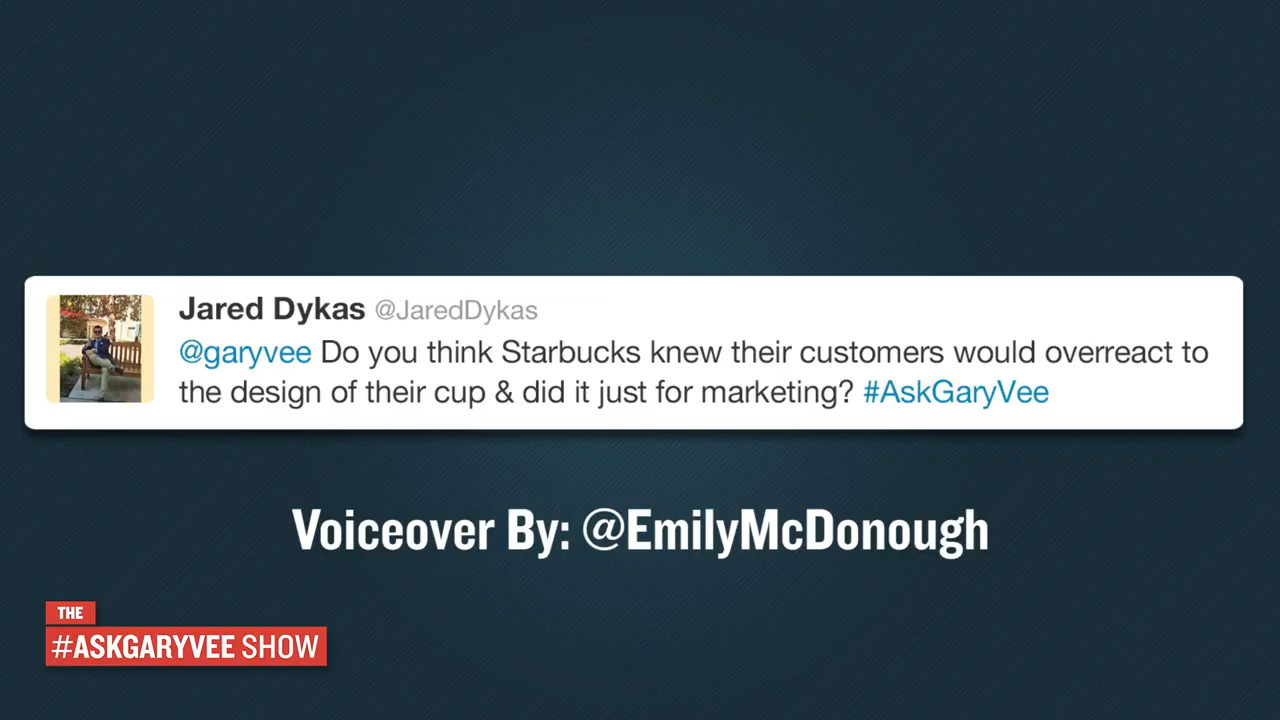 Jared Dykas @JaredDykas
@garyvee Do you think Starbucks knew their customers would overreact to
the design of their cup & did it just for marketing? #AskGaryVee
Voiceover By: @EmilyMcDonough
THE
#ASKGARYVEE SHOW